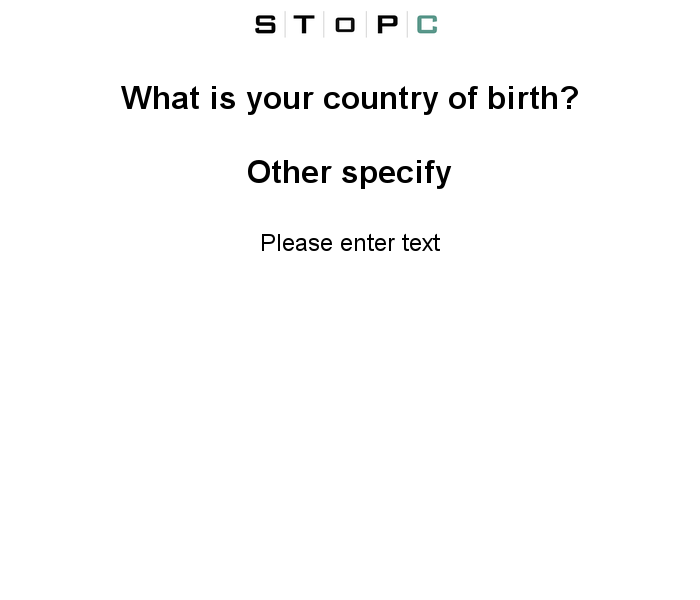 S T O P C
What is your country of birth?
Other specify
Please enter text